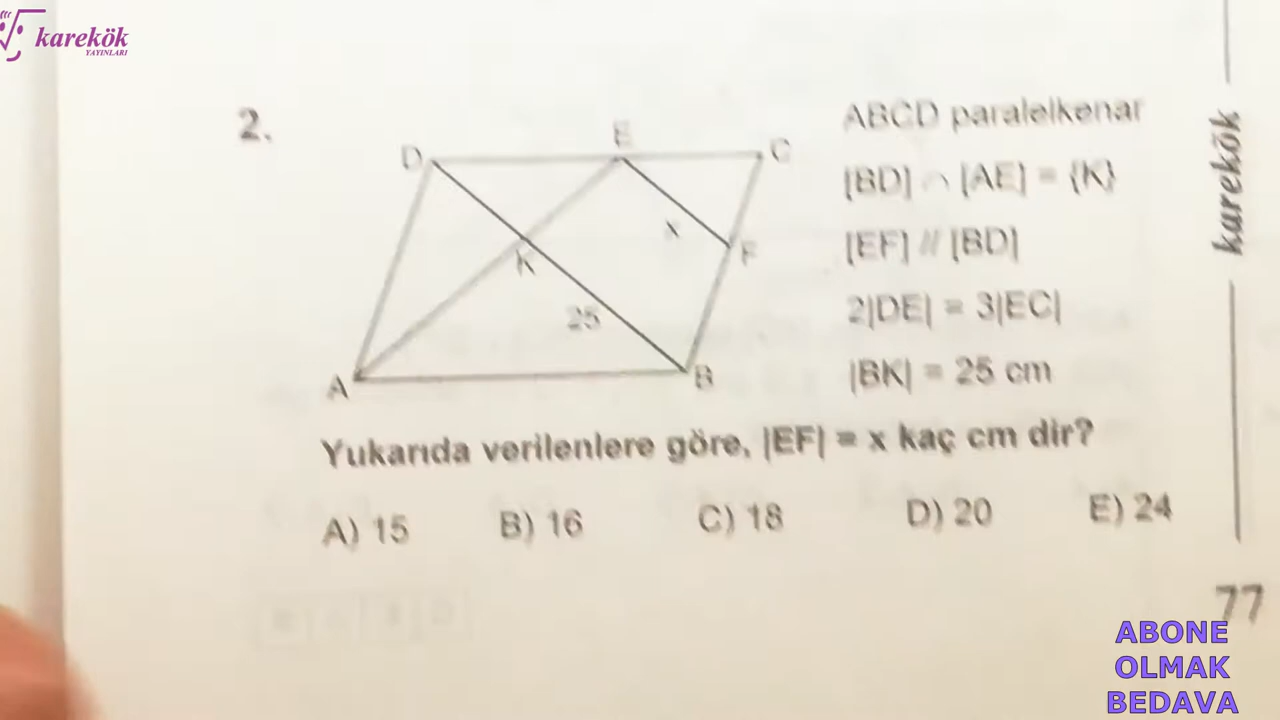 karekök
YAYINLARI
2.
D
E
C
x
F
K
25
A
B
ABCD paralelkenar
[BD] ∩ [AE] = {K}
[EF] // [BD]
2|DE| = 3|EC|
|BK| = 25 cm
Yukarıda verilenlere göre, |EF| = x kaç cm dir?
A) 15 B) 16 C) 18 D) 20 E) 24
karekök
77
ABONE
OLMAK
BEDAVA